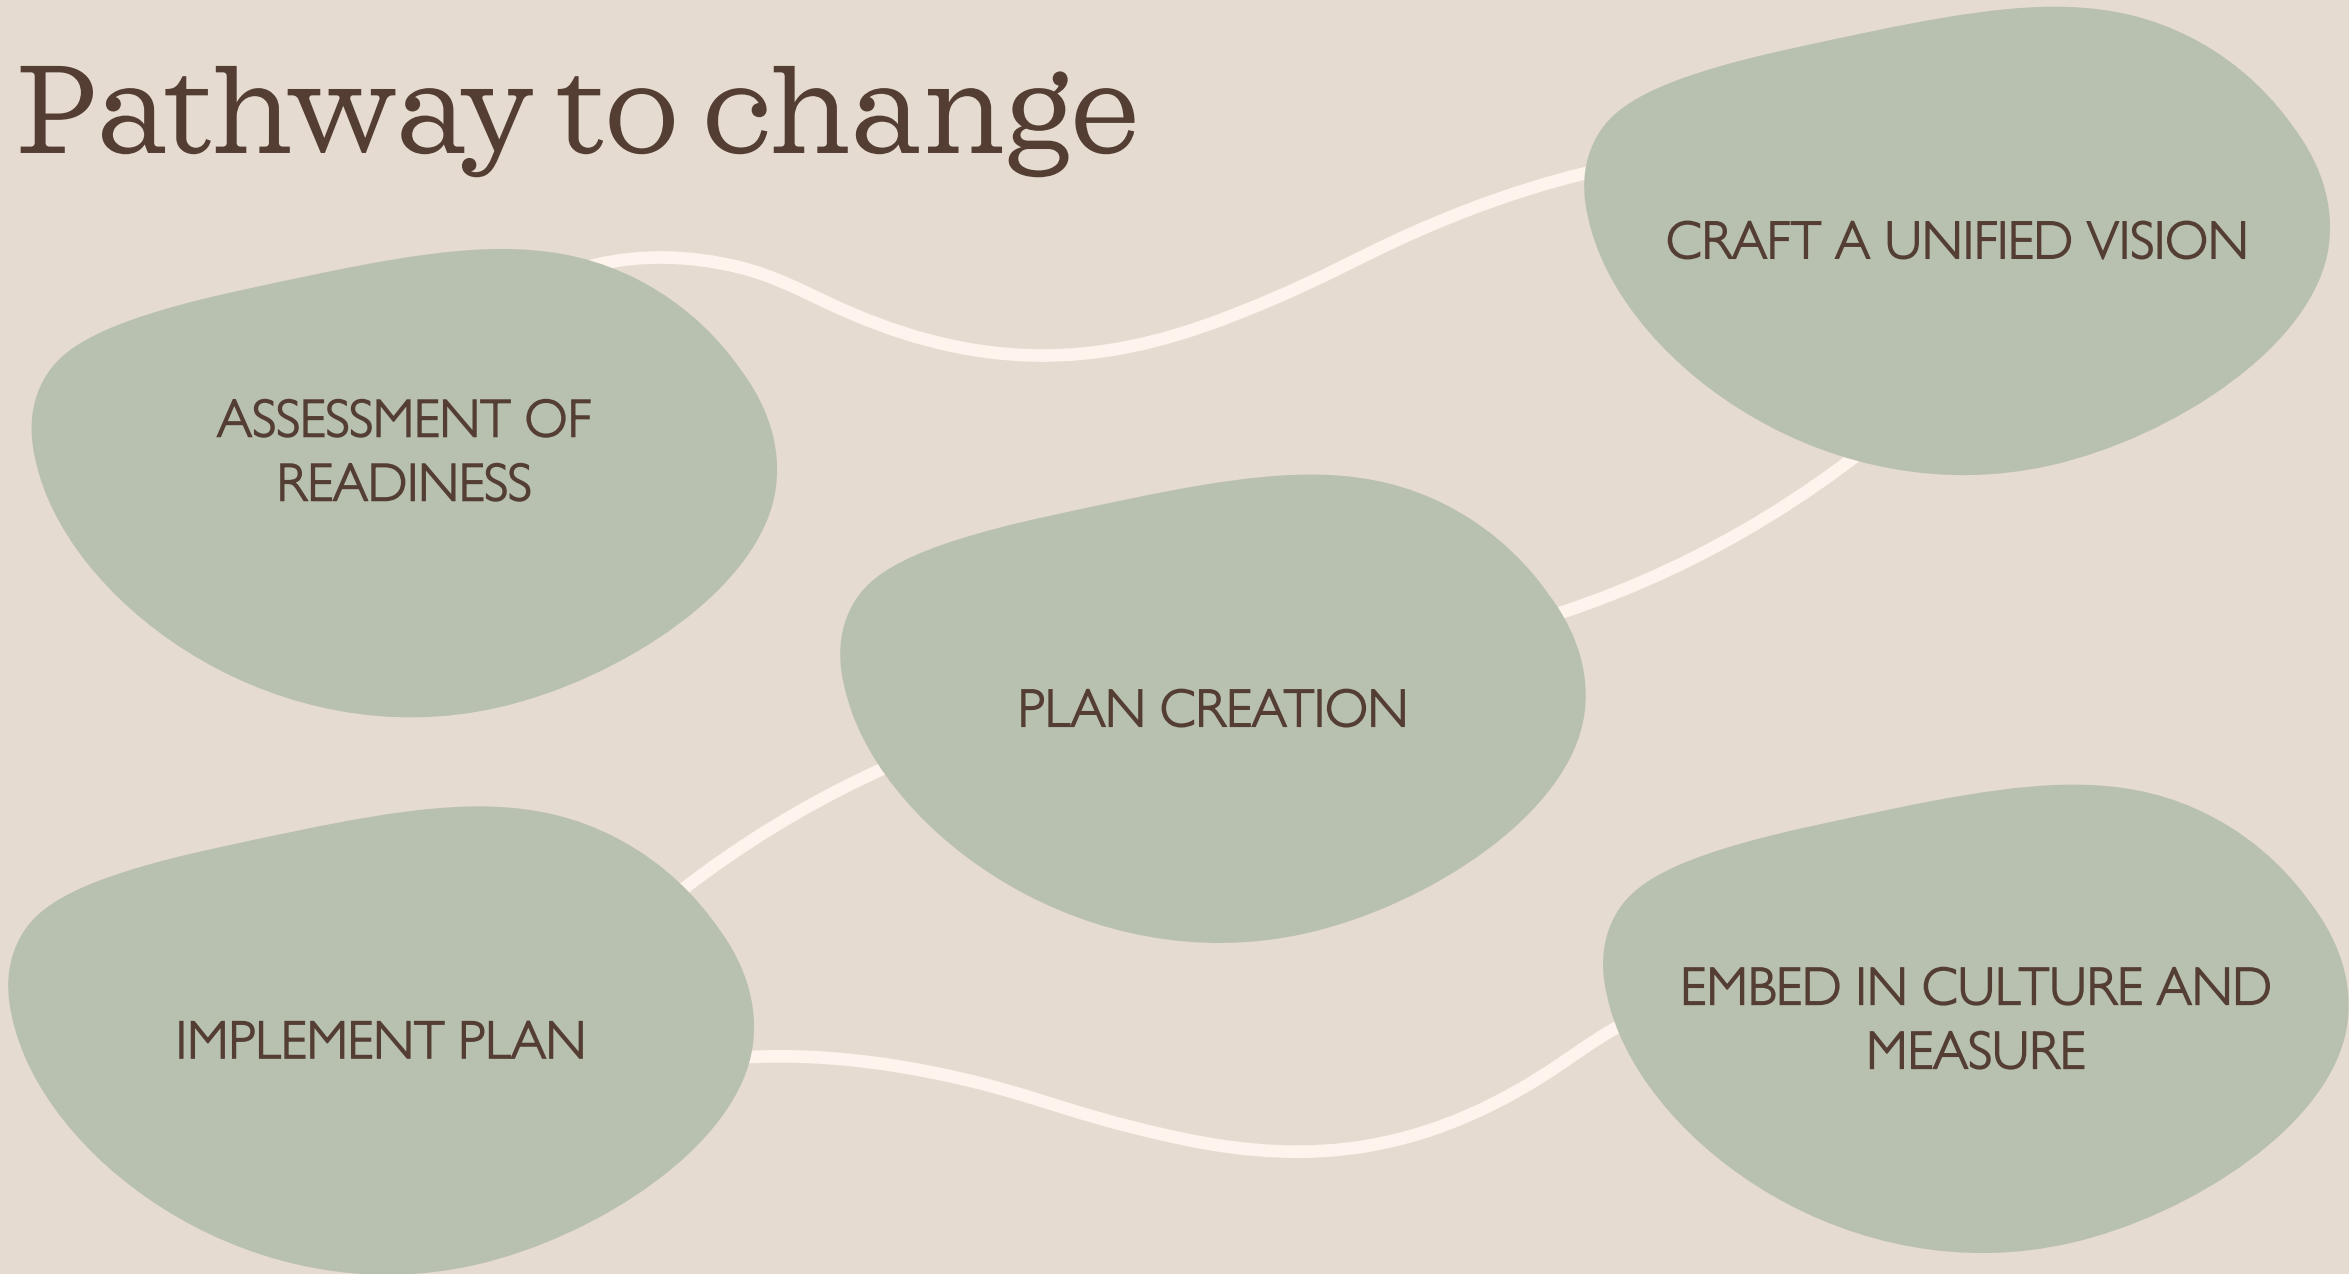 Pathway to change
CRAFT A UNIFIED VISION
ASSESSMENT OF
READINESS
PLAN CREATION
IMPLEMENT PLAN
EMBED IN CULTURE AND
MEASURE